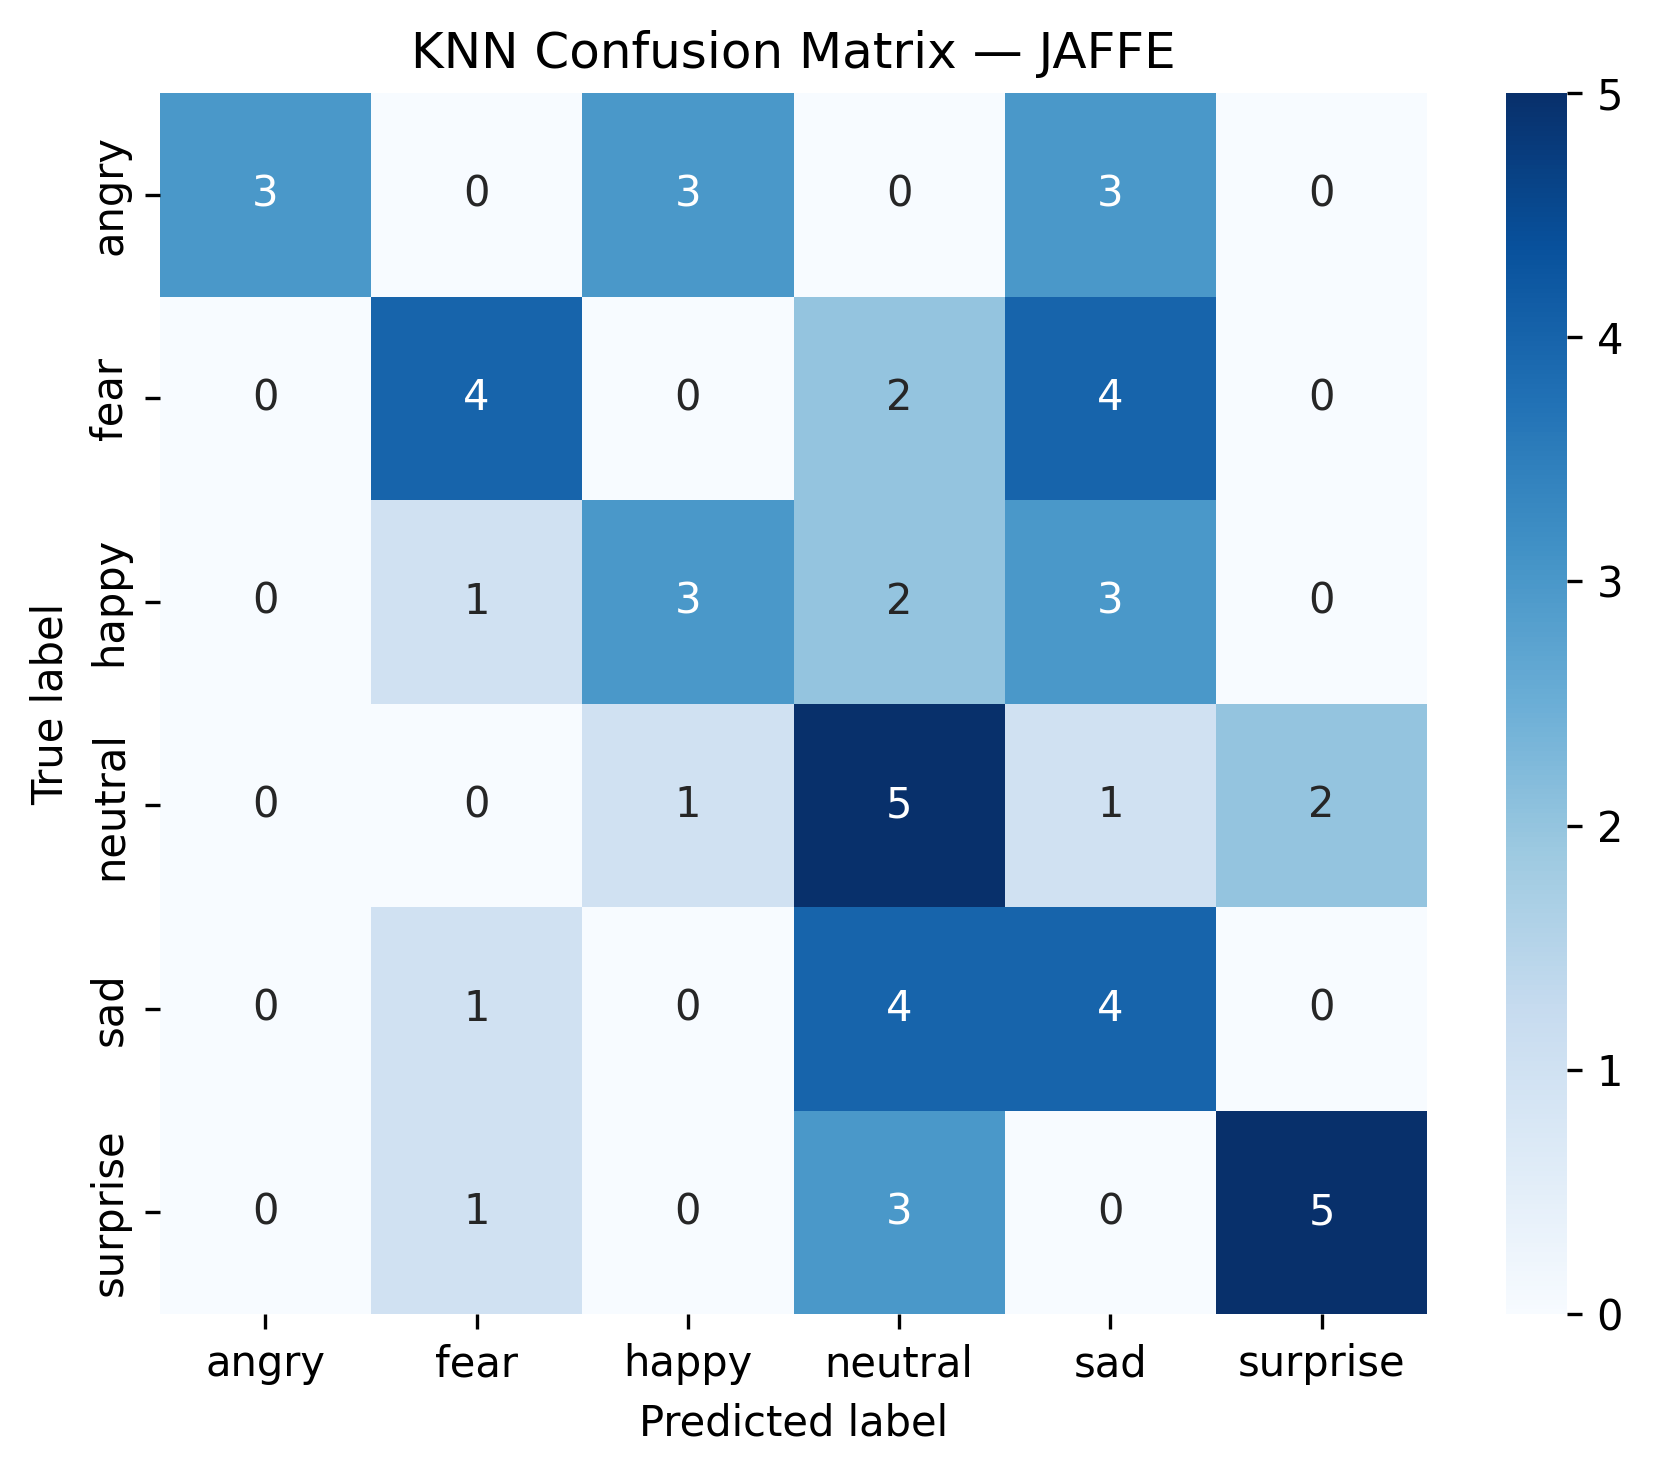 KNN Confusion Matrix — JAFFE
True label
angry 3 0 3 0 3 0
fear 0 4 0 2 4 0
happy 0 1 3 2 3 0
neutral 0 0 1 5 1 2
sad 0 1 0 4 4 0
surprise 0 1 0 3 0 5
angry fear happy neutral sad surprise
Predicted label
5
4
3
2
1
0